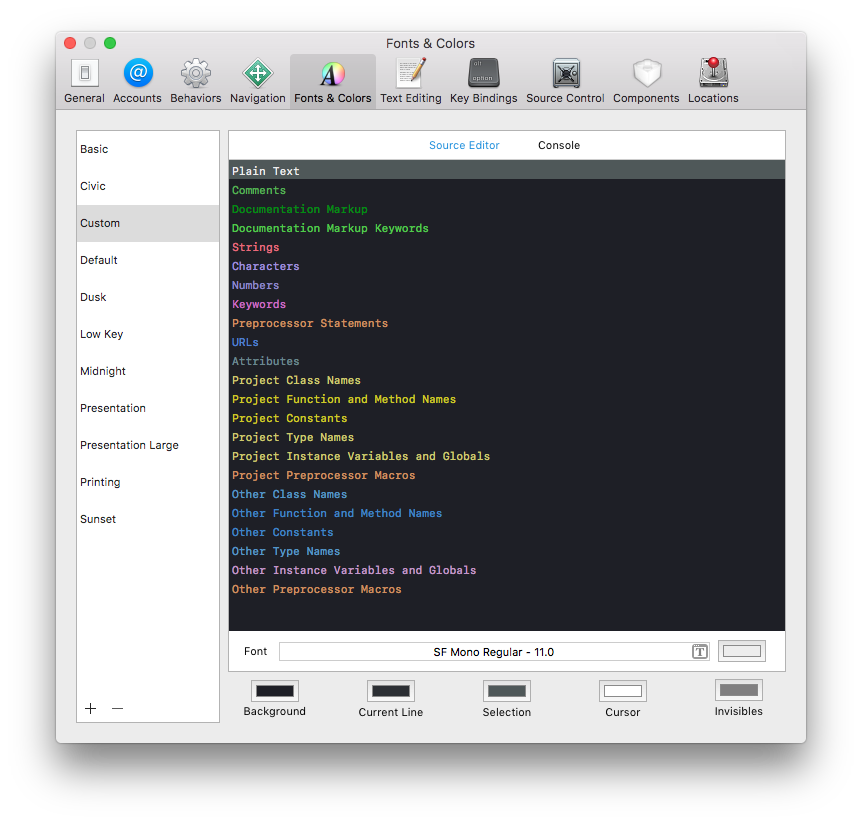 Fonts & Colors
General Accounts Behaviors Navigation Fonts & Colors Text Editing Key Bindings Source Control Components Locations
@
alt
option
Basic
Civic
Custom
Default
Dusk
Low Key
Midnight
Presentation
Presentation Large
Printing
Sunset
+ −
Source Editor Console
Plain Text
Comments
Documentation Markup
Documentation Markup Keywords
Strings
Characters
Numbers
Keywords
Preprocessor Statements
URLs
Attributes
Project Class Names
Project Function and Method Names
Project Constants
Project Type Names
Project Instance Variables and Globals
Project Preprocessor Macros
Other Class Names
Other Function and Method Names
Other Constants
Other Type Names
Other Instance Variables and Globals
Other Preprocessor Macros
Font SF Mono Regular - 11.0 T
Background Current Line Selection Cursor Invisibles